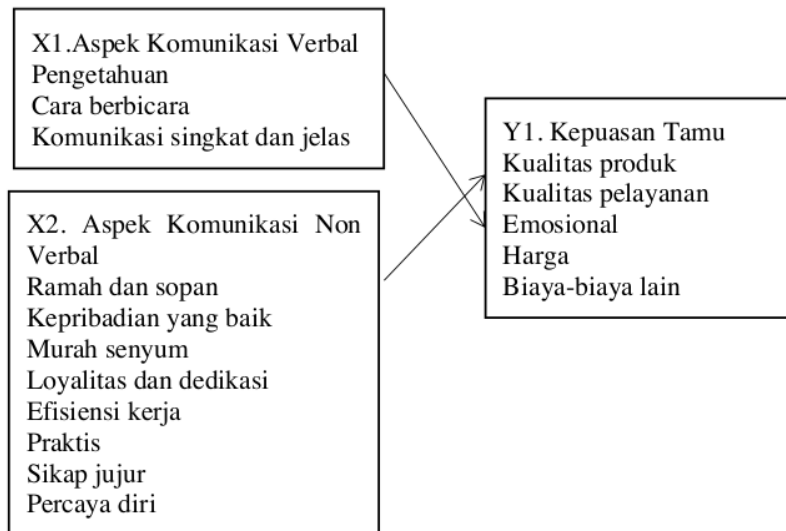 X1.Aspek Komunikasi Verbal
Pengetahuan
Cara berbicara
Komunikasi singkat dan jelas
X2. Aspek Komunikasi Non
Verbal
Ramah dan sopan
Kepribadian yang baik
Murah senyum
Loyalitas dan dedikasi
Efisiensi kerja
Praktis
Sikap jujur
Percaya diri
Y1. Kepuasan Tamu
Kualitas produk
Kualitas pelayanan
Emosional
Harga
Biaya-biaya lain